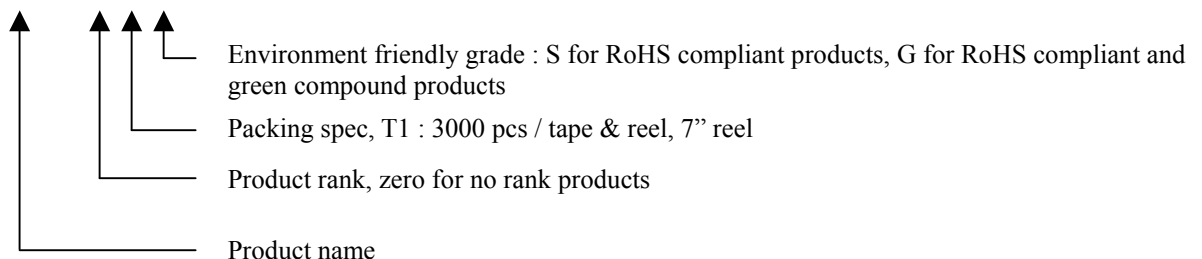 Environment friendly grade : S for RoHS compliant products, G for RoHS compliant and
green compound products
Packing spec, T1 : 3000 pcs / tape & reel, 7” reel
Product rank, zero for no rank products
Product name